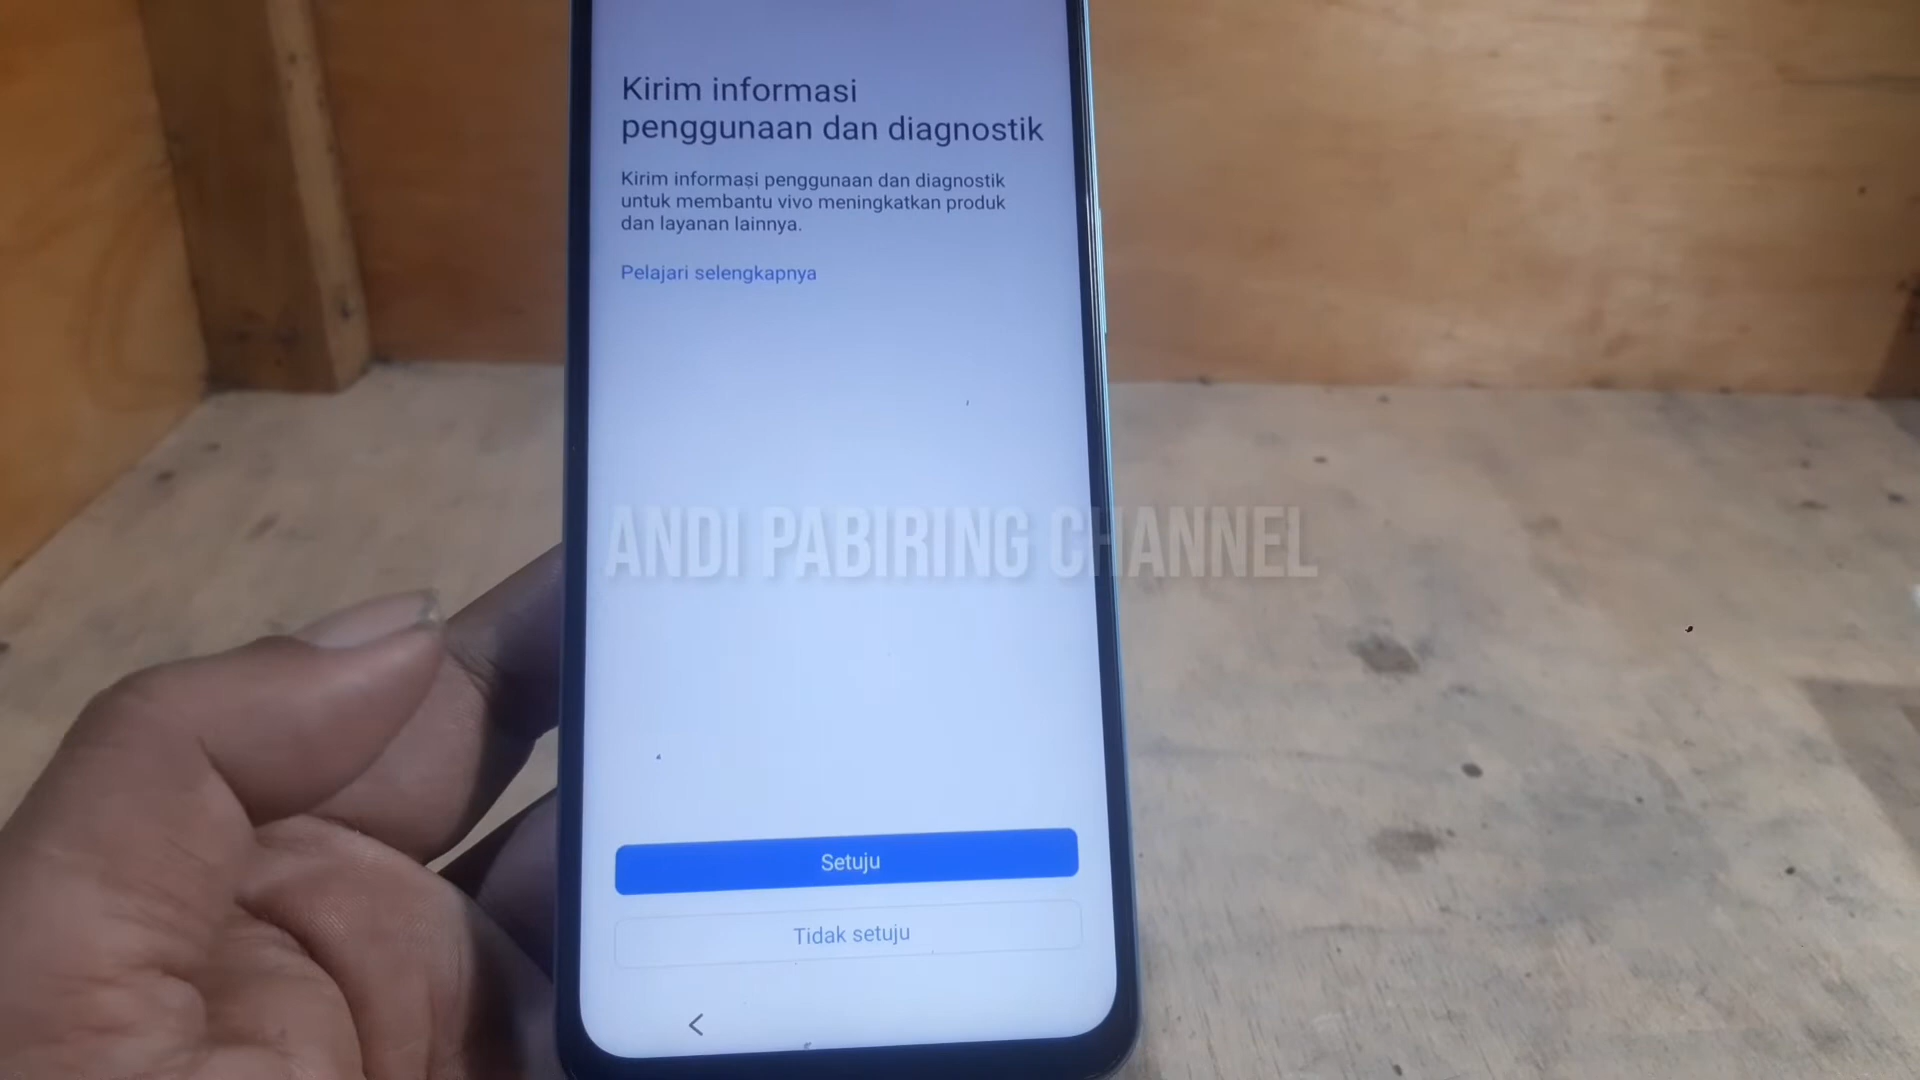 Kirim informasi
penggunaan dan diagnostik
Kirim informasi penggunaan dan diagnostik
untuk membantu vivo meningkatkan produk
dan layanan lainnya.
Pelajari selengkapnya
ANDI PABIRING CHANNEL
Setuju
Tidak setuju